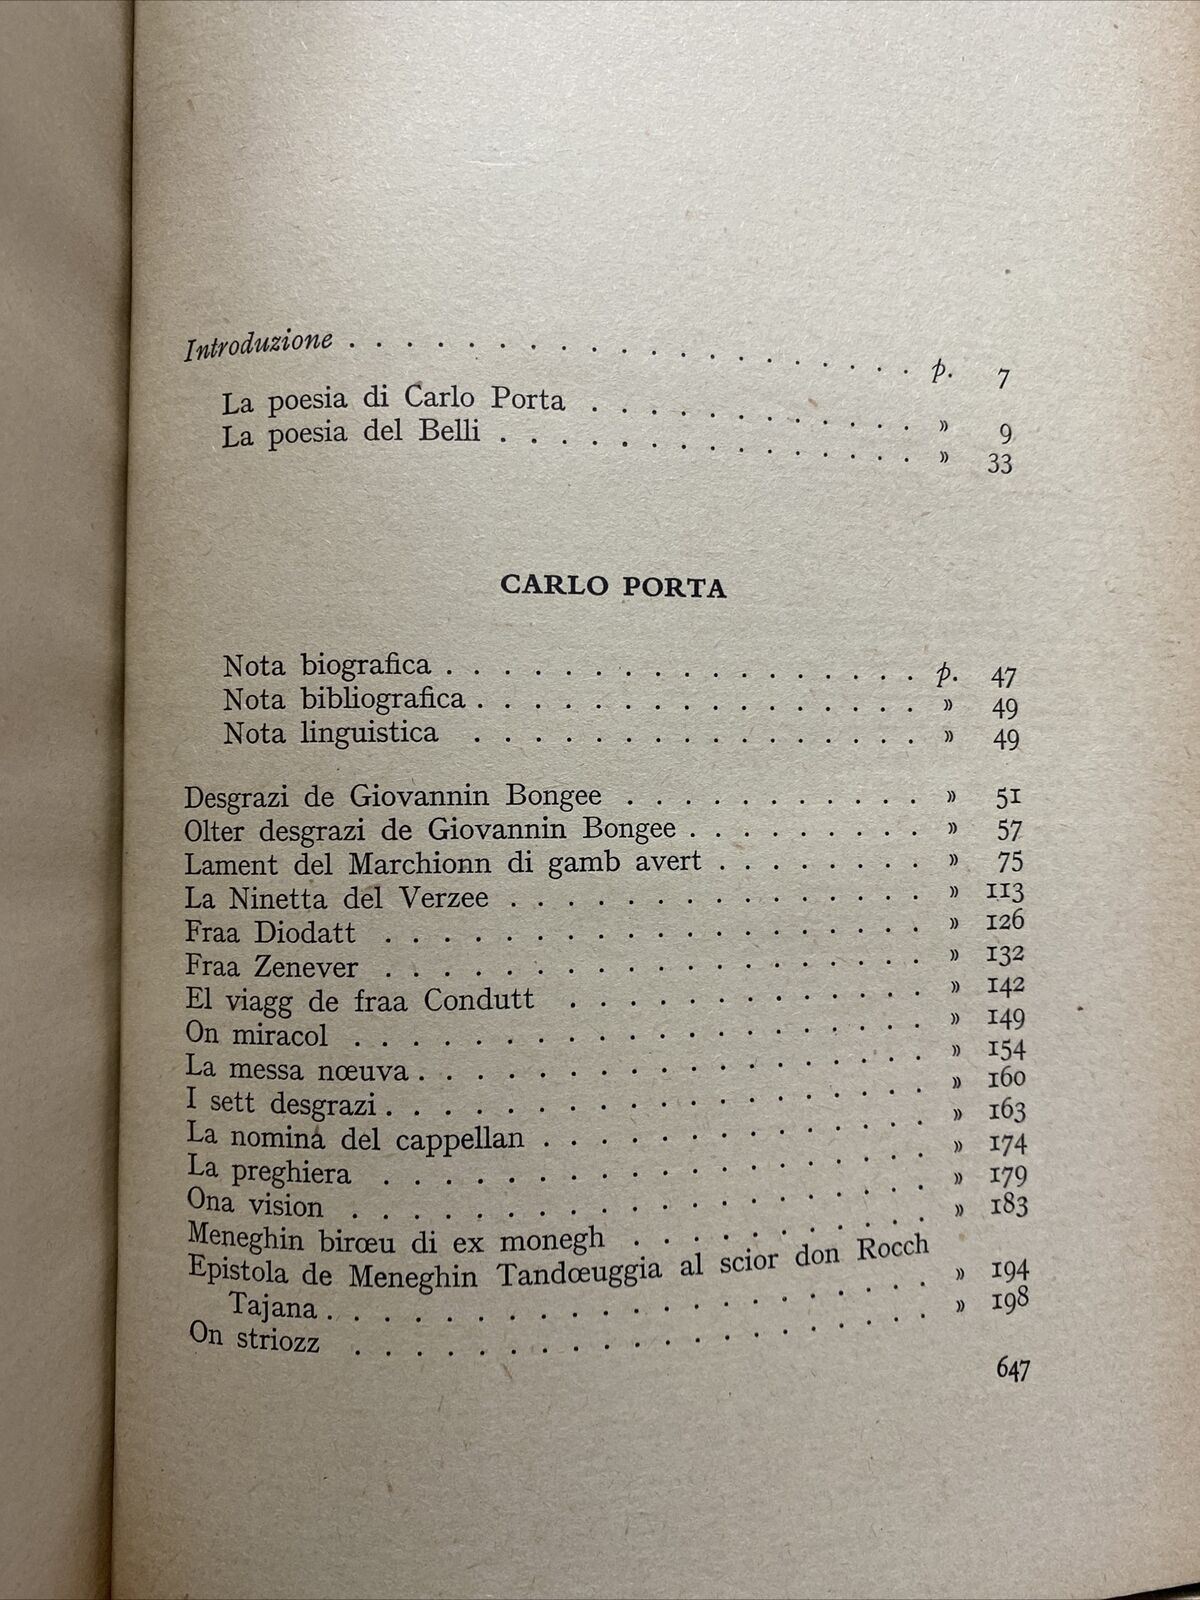 Introduzione . . . . . . . . . . . . . . . . . . . p. 7
La poesia di Carlo Porta . . . . . . . . . . . » 9
La poesia del Belli . . . . . . . . . . . . . . » 33
CARLO PORTA
Nota biografica . . . . . . . . . . . . . . . . p. 47
Nota bibliografica . . . . . . . . . . . . . . . » 49
Nota linguistica . . . . . . . . . . . . . . . » 49
Desgrazi de Giovannin Bongee . . . . . . . . . . . » 51
Olter desgrazi de Giovannin Bongee . . . . . . . . . » 57
Lament del Marchionn di gamb avert . . . . . . . . » 75
La Ninetta del Verzee . . . . . . . . . . . . . . » 113
Fraa Diodatt . . . . . . . . . . . . . . . . . . » 126
Fraa Zenever . . . . . . . . . . . . . . . . . . » 132
El viagg de fraa Condutt . . . . . . . . . . . . » 142
On miracol . . . . . . . . . . . . . . . . . . . » 149
La messa nœuva . . . . . . . . . . . . . . . . . » 154
I sett desgrazi . . . . . . . . . . . . . . . . . . » 160
La nomina del cappellan . . . . . . . . . . . . . » 163
La preghiera . . . . . . . . . . . . . . . . . . » 174
Ona vision . . . . . . . . . . . . . . . . . . . » 179
Meneghin birœu di ex monegh . . . . . . . . . . » 183
Epistola de Meneghin Tandœuggia al scior don Rocch
Tajana . . . . . . . . . . . . . . . . . . . . » 194
On striozz . . . . . . . . . . . . . . . . . . . » 198
647